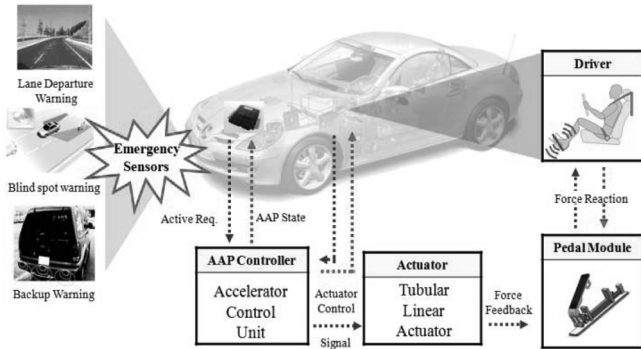 Lane Departure
Warning
Blind spot warning
Backup Warning
Emergency
Sensors
Active Req.
AAP State
AAP Controller
Accelerator
Control
Unit
Actuator
Control
Signal
Actuator
Tubular
Linear
Actuator
Force
Feedback
Driver
Force Reaction
Pedal Module